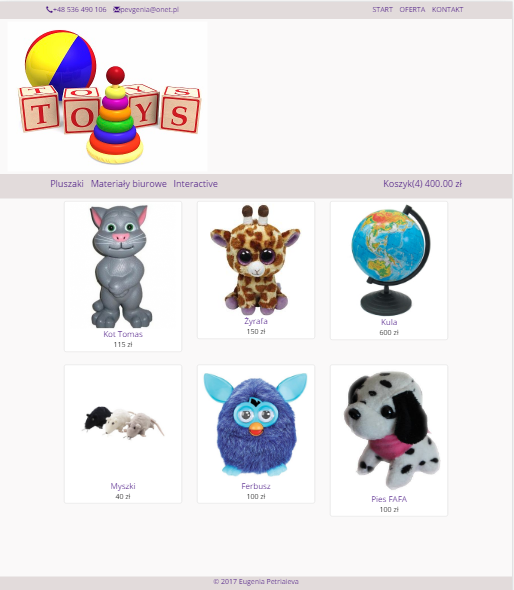 +48 536 490 106 pevgenia@onet.pl START OFERTA KONTAKT
T O Y S
T O Y S
Pluszaki Materiały biurowe Interactive Koszyk(4) 400.00 zł
Kot Tomas
115 zł
Żyrafa
150 zł
Kula
600 zł
Myszki
40 zł
Ferbusz
100 zł
Pies FAFA
100 zł
© 2017 Eugenia Petriaieva